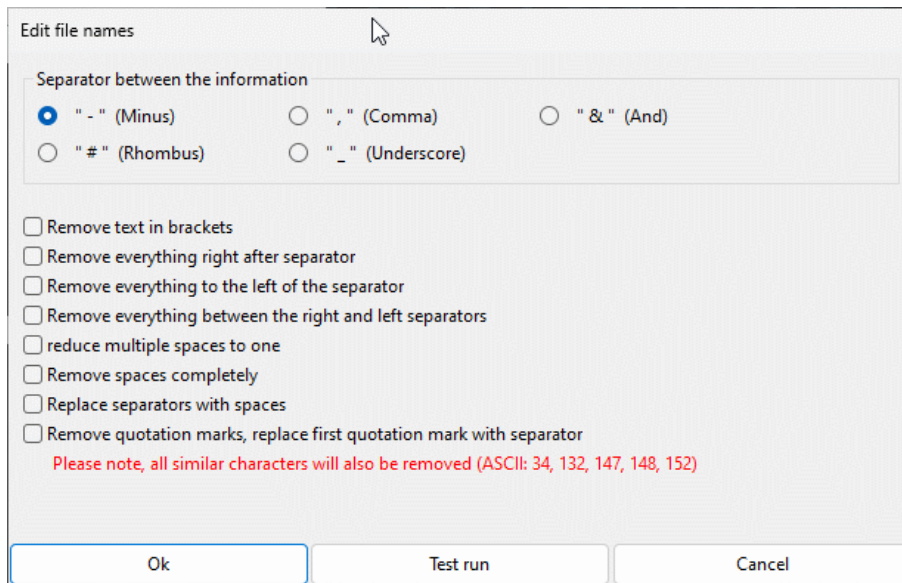 Edit file names
Separator between the information
" - " (Minus)
" , " (Comma)
" & " (And)
" # " (Rhombus)
" _ " (Underscore)
Remove text in brackets
Remove everything right after separator
Remove everything to the left of the separator
Remove everything between the right and left separators
reduce multiple spaces to one
Remove spaces completely
Replace separators with spaces
Remove quotation marks, replace first quotation mark with separator
Please note, all similar characters will also be removed (ASCII: 34, 132, 147, 148, 152)
Ok
Test run
Cancel